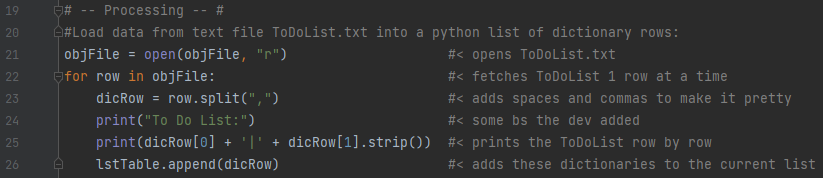 19 # -- Processing -- #
20 #Load data from text file ToDoList.txt into a python list of dictionary rows:
21 objFile = open(objFile, "r") #< opens ToDoList.txt
22 for row in objFile: #< fetches ToDoList 1 row at a time
23 dicRow = row.split(",") #< adds spaces and commas to make it pretty
24 print("To Do List:") #< some bs the dev added
25 print(dicRow[0] + '|' + dicRow[1].strip()) #< prints the ToDoList row by row
26 lstTable.append(dicRow) #< adds these dictionaries to the current list